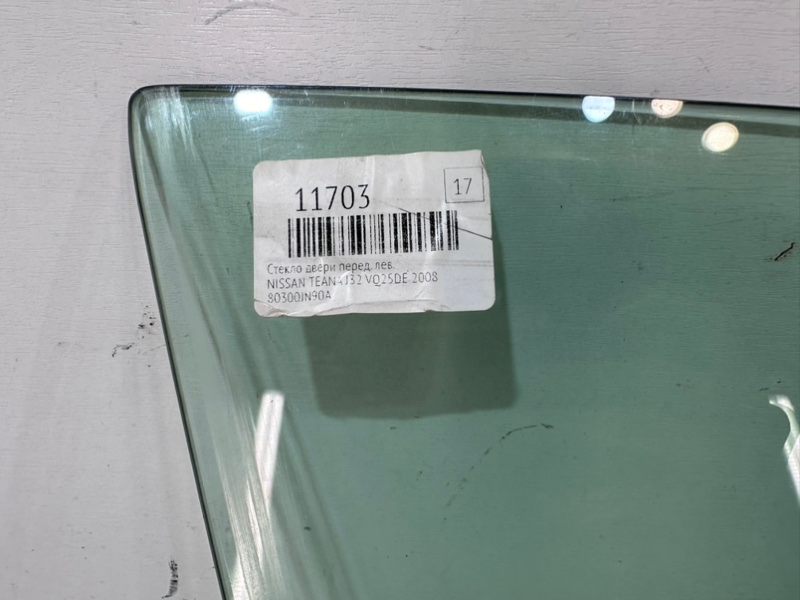 17
11703
Стекло двери перед. лев.
NISSAN TEANA J32 VQ25DE 2008
80300JN90A